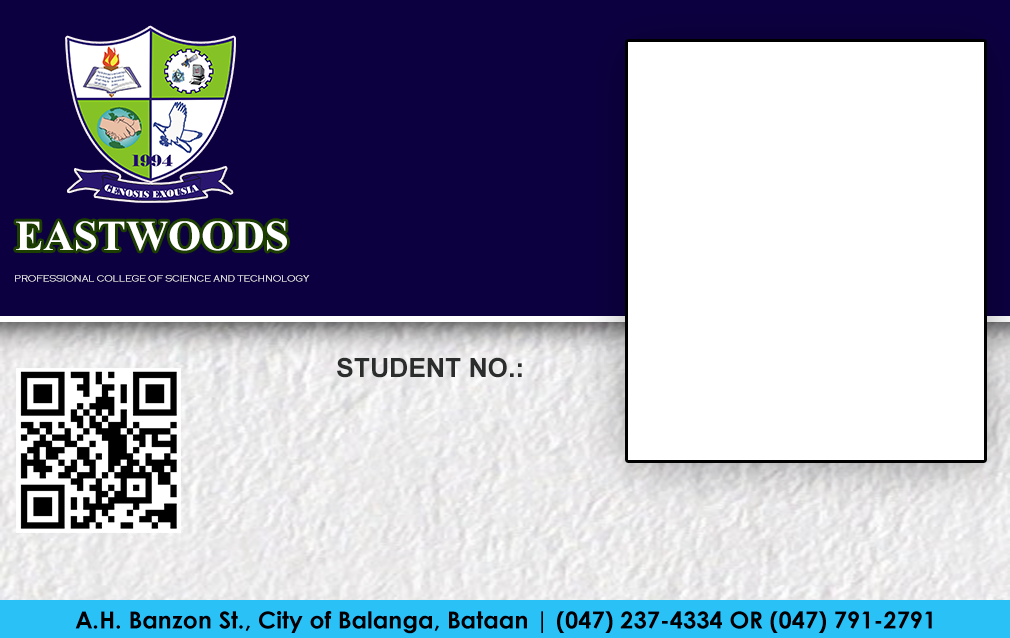 1994
GENOSIS EXOUSIA
EASTWOODS
PROFESSIONAL COLLEGE OF SCIENCE AND TECHNOLOGY
STUDENT NO.:
A.H. Banzon St., City of Balanga, Bataan | (047) 237-4334 OR (047) 791-2791